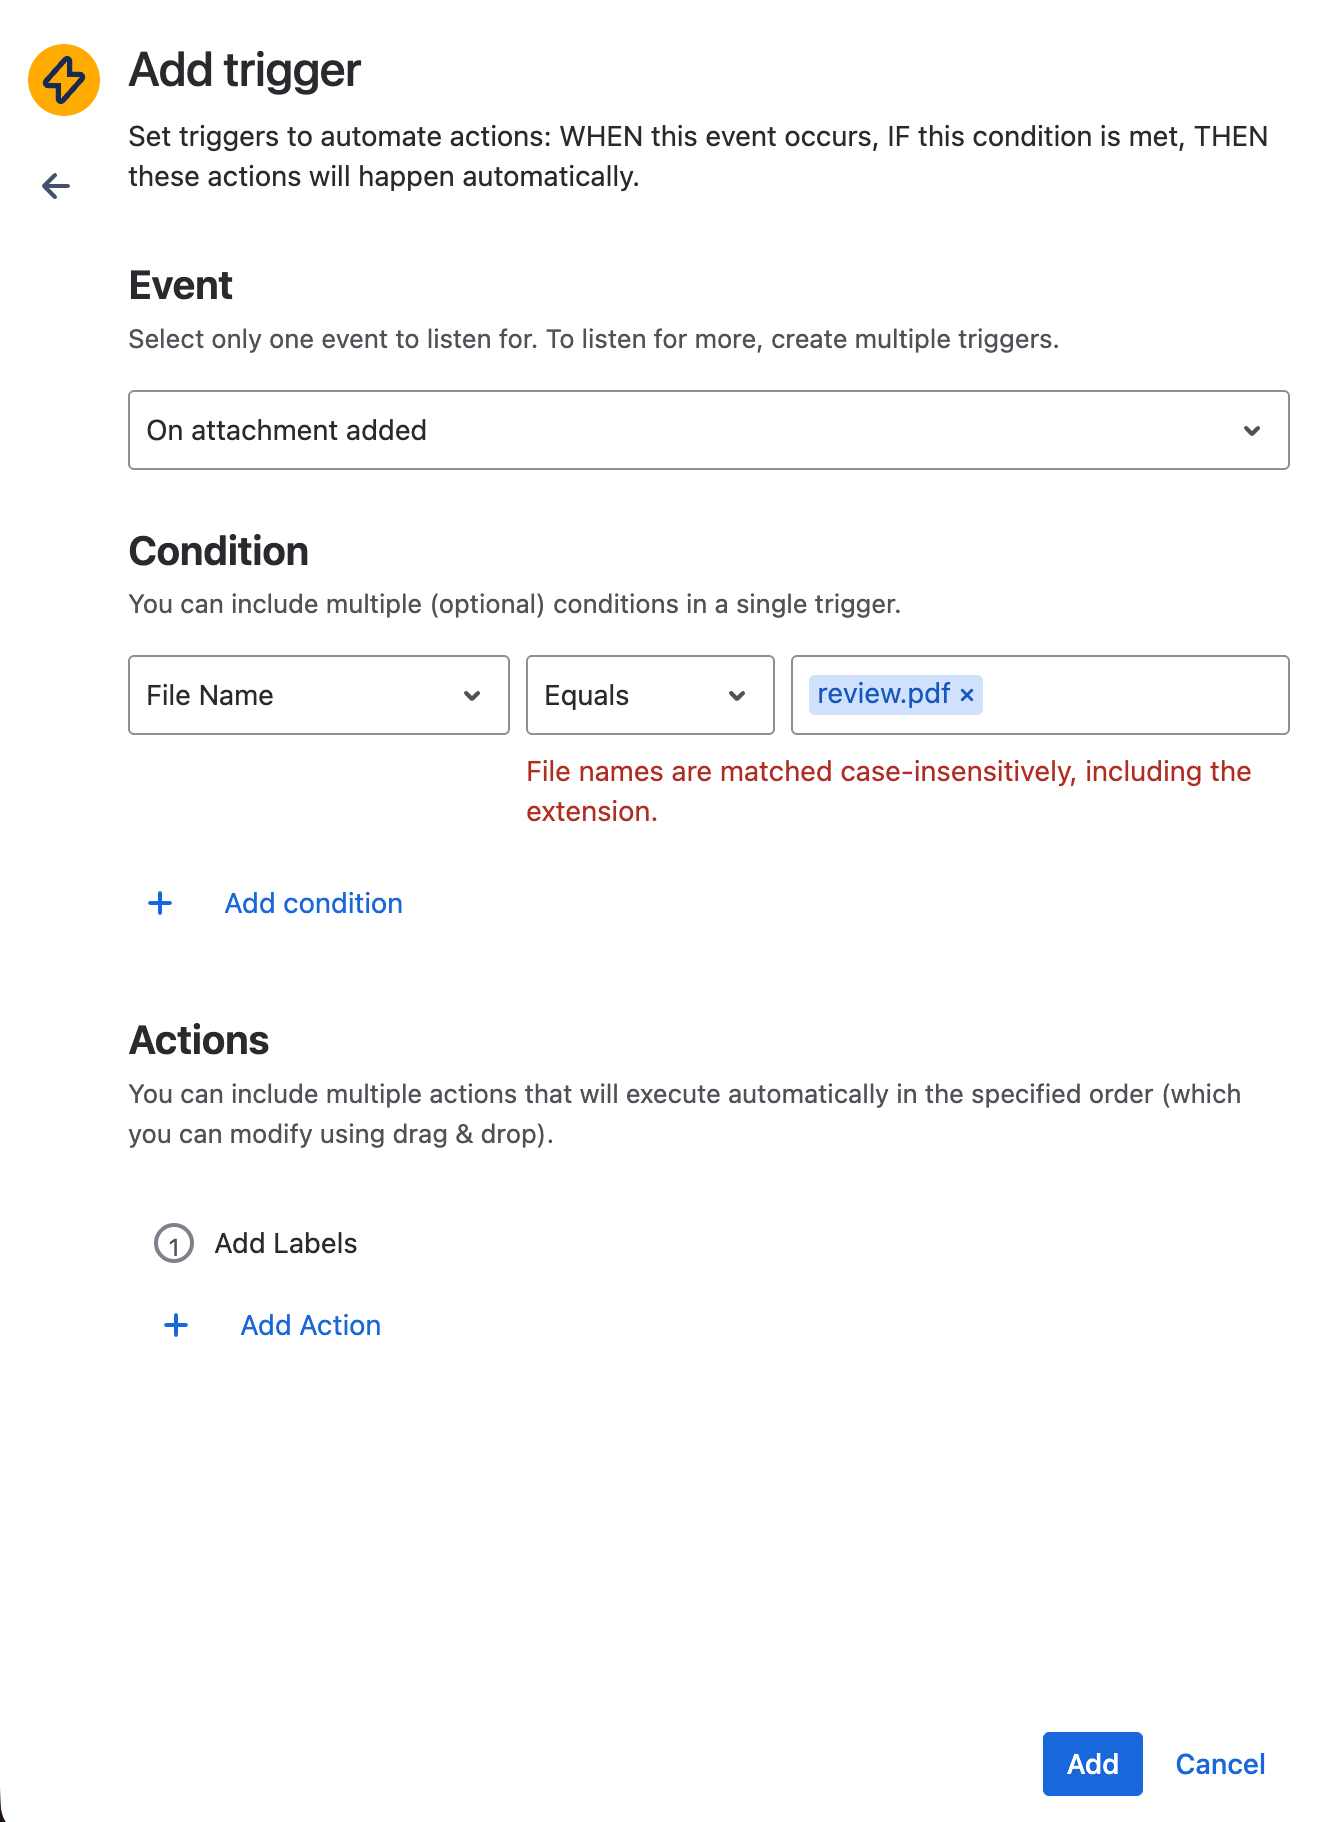 Add trigger
Set triggers to automate actions: WHEN this event occurs, IF this condition is met, THEN
these actions will happen automatically.
Event
Select only one event to listen for. To listen for more, create multiple triggers.
On attachment added
Condition
You can include multiple (optional) conditions in a single trigger.
File Name
Equals
review.pdf ×
File names are matched case-insensitively, including the
extension.
+ Add condition
Actions
You can include multiple actions that will execute automatically in the specified order (which
you can modify using drag & drop).
1 Add Labels
+ Add Action
Add
Cancel